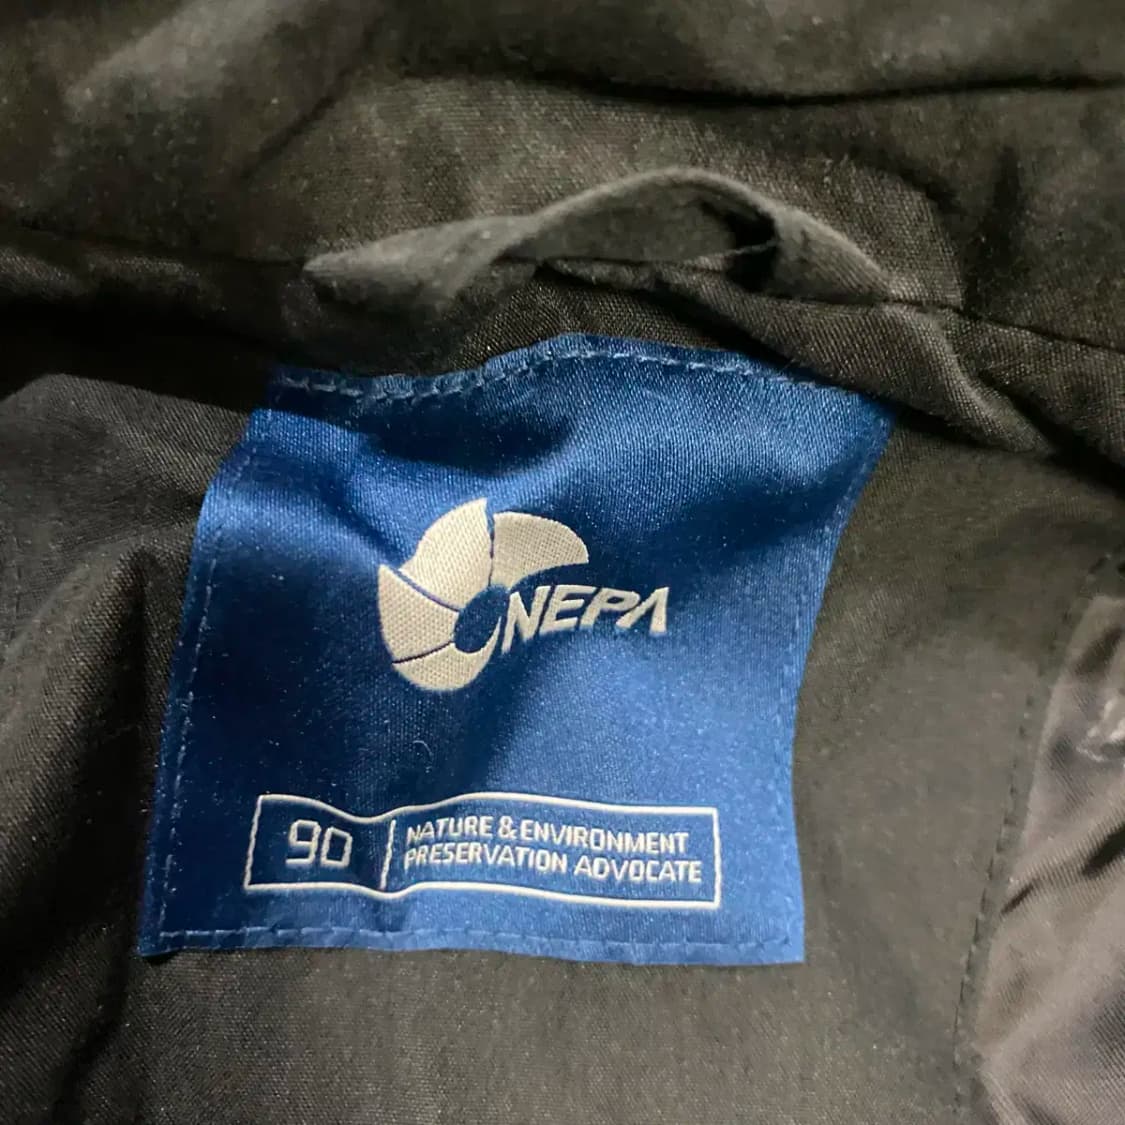 NEPA
90
NATURE & ENVIRONMENT
PRESERVATION ADVOCATE